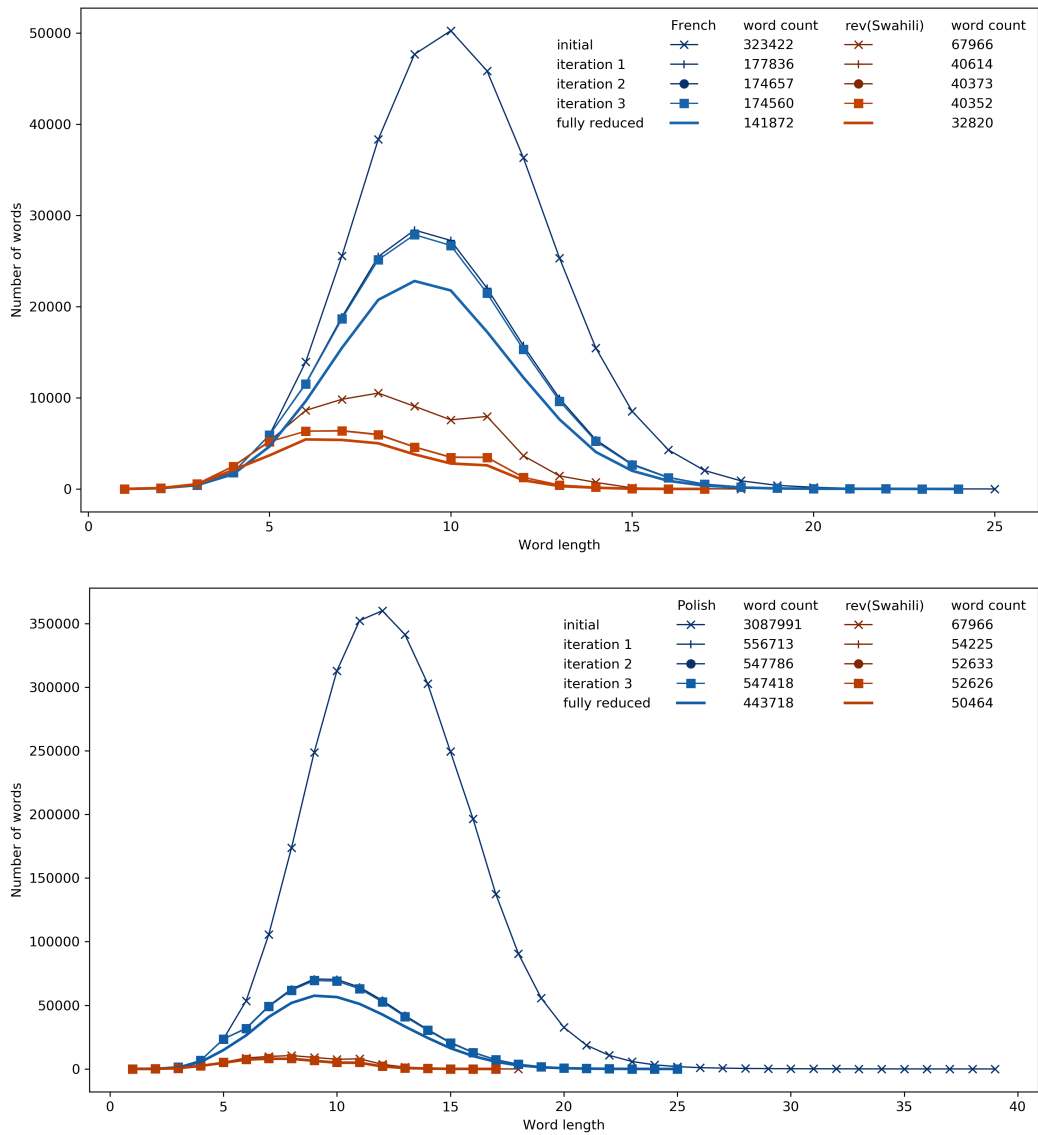 French word count rev(Swahili) word count
initial 323422 67966
iteration 1 177836 40614
iteration 2 174657 40373
iteration 3 174560 40352
fully reduced 141872 32820
50000
40000
30000
20000
10000
0
Number of words
0 5 10 15 20 25
Word length
Polish word count rev(Swahili) word count
initial 3087991 67966
iteration 1 556713 54225
iteration 2 547786 52633
iteration 3 547418 52626
fully reduced 443718 50464
350000
300000
250000
200000
150000
100000
50000
0
Number of words
0 5 10 15 20 25 30 35 40
Word length